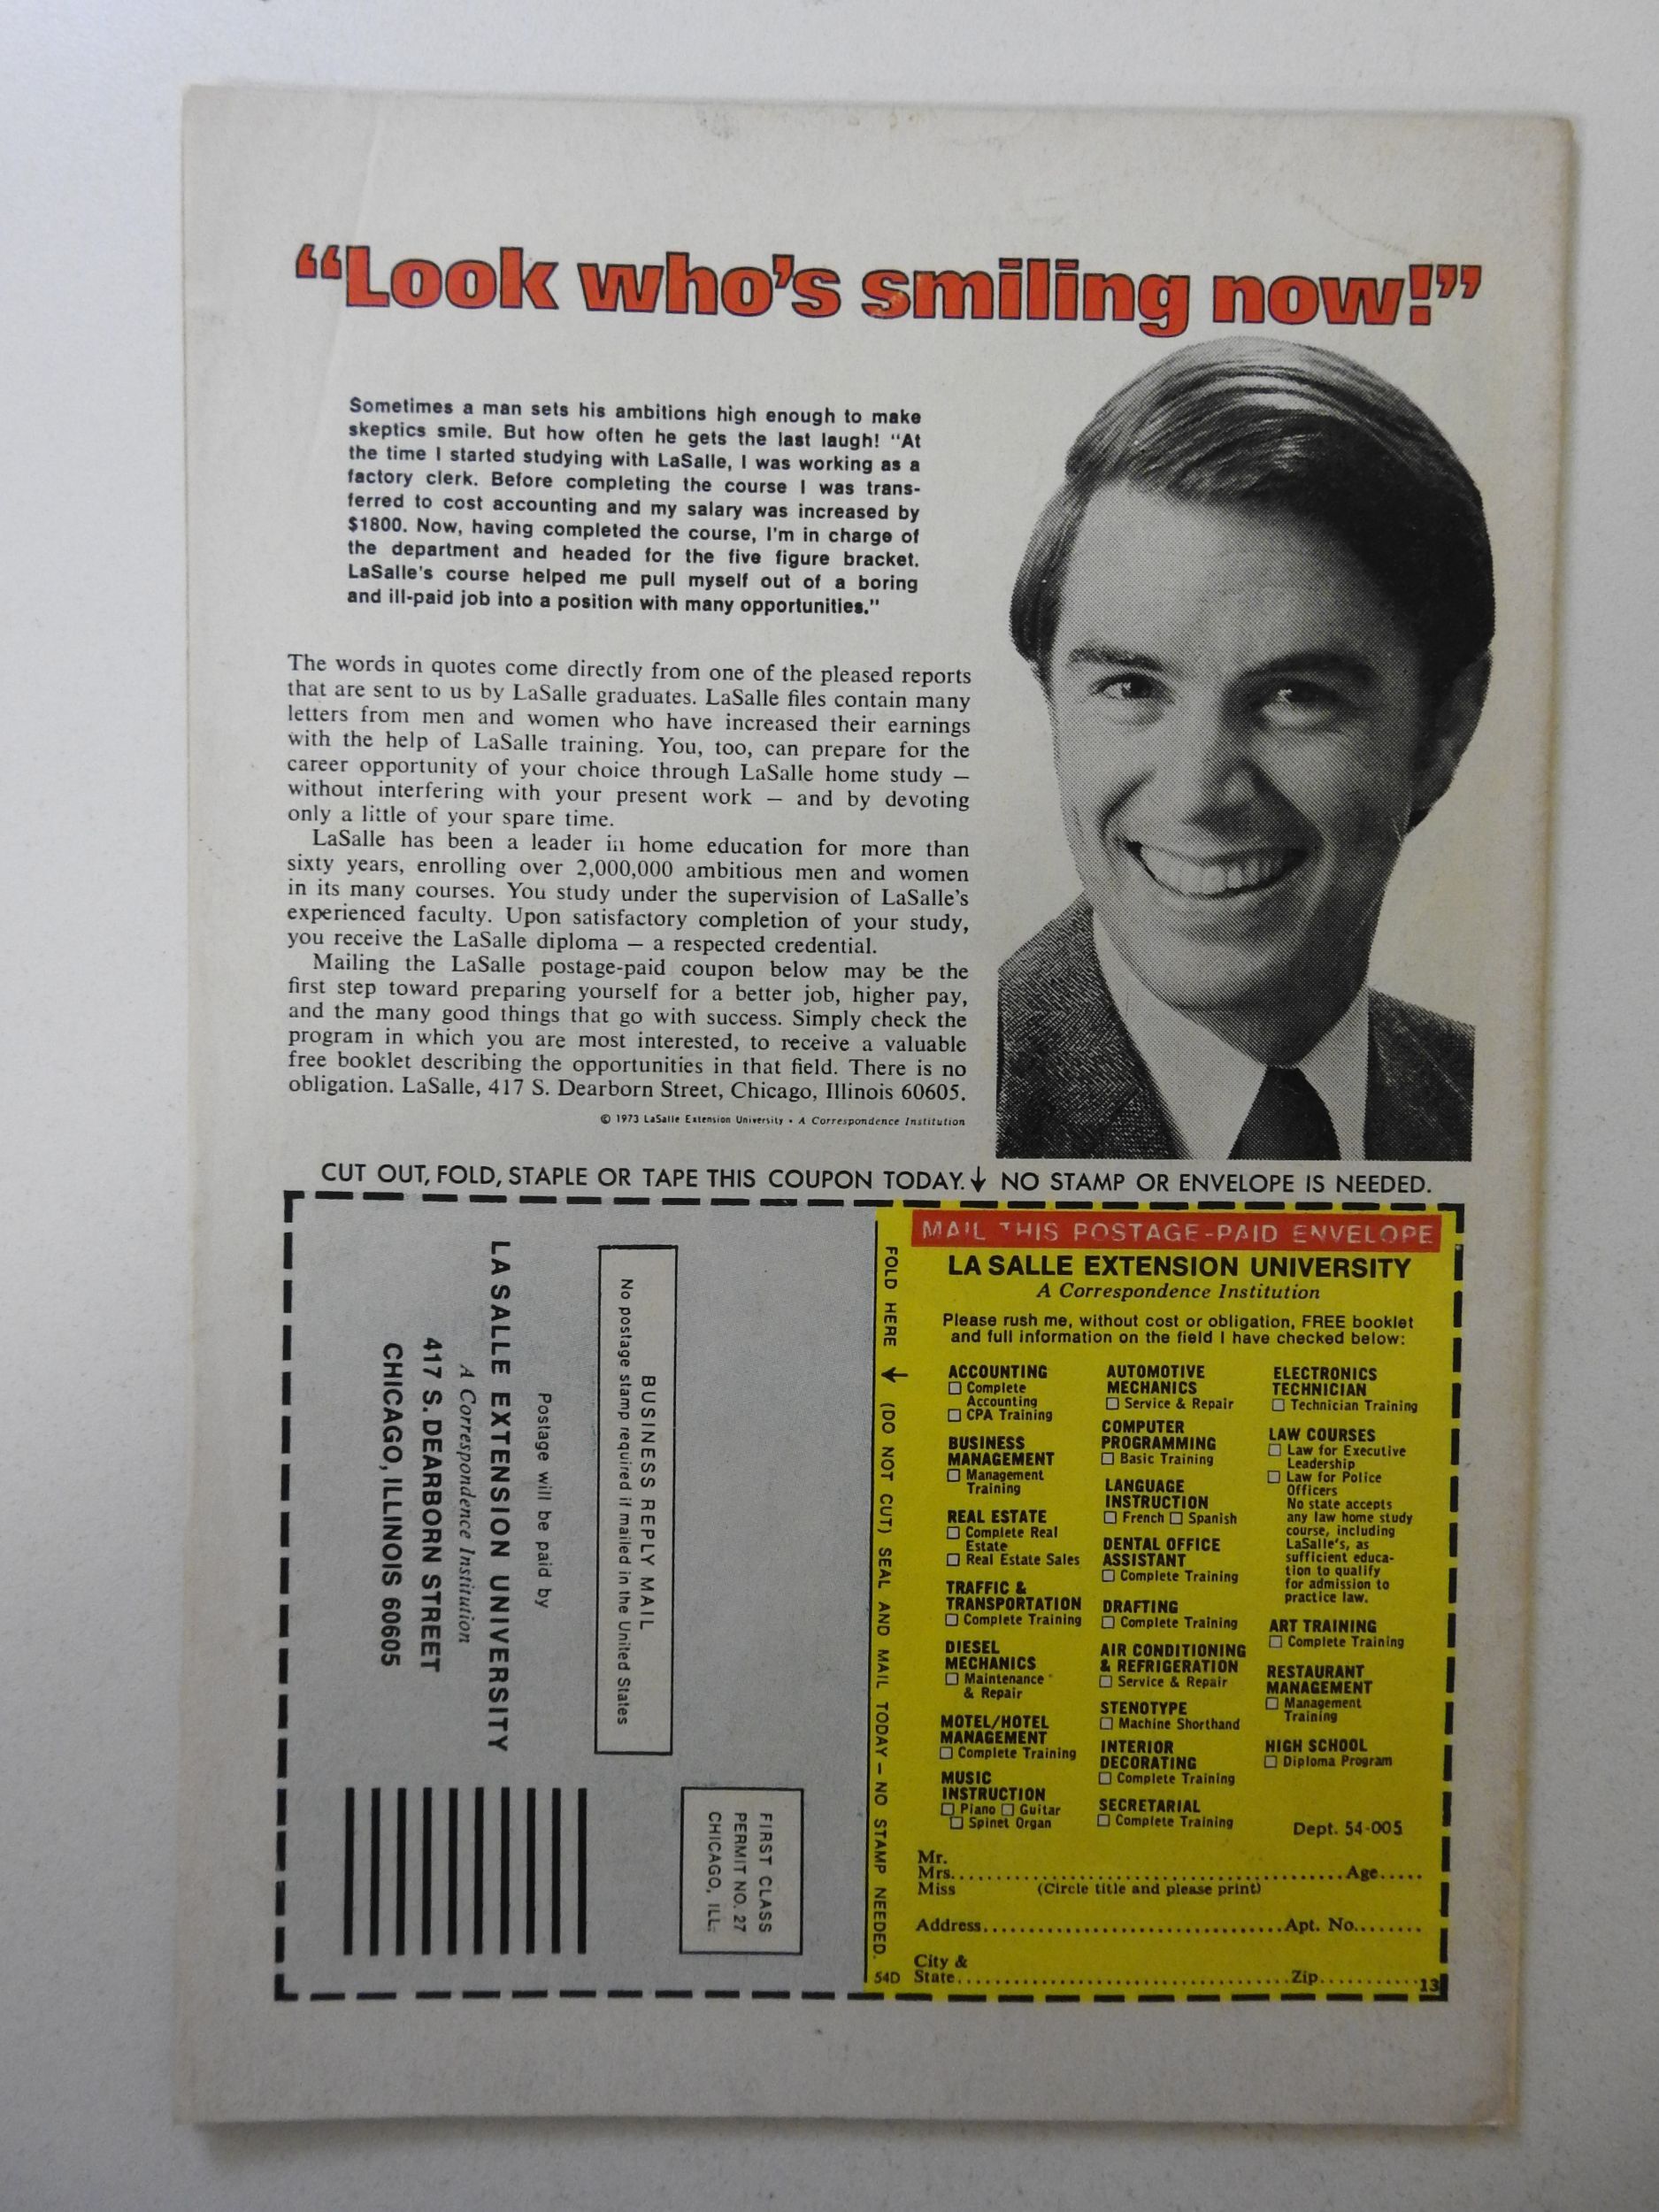 “Look who’s smiling now!”
Sometimes a man sets his ambitions high enough to make
skeptics smile. But how often he gets the last laugh! “At
the time I started studying with LaSalle, I was working as a
factory clerk. Before completing the course I was trans-
ferred to cost accounting and my salary was increased by
$1800. Now, having completed the course, I'm in charge of
the department and headed for the five figure bracket.
LaSalle's course helped me pull myself out of a boring
and ill-paid job into a position with many opportunities.”
The words in quotes come directly from one of the pleased reports
that are sent to us by LaSalle graduates. LaSalle files contain many
letters from men and women who have increased their earnings
with the help of LaSalle training. You, too, can prepare for the
career opportunity of your choice through LaSalle home study —
without interfering with your present work — and by devoting
only a little of your spare time.
LaSalle has been a leader in home education for more than
sixty years, enrolling over 2,000,000 ambitious men and women
in its many courses. You study under the supervision of LaSalle's
experienced faculty. Upon satisfactory completion of your study,
you receive the LaSalle diploma — a respected credential.
Mailing the LaSalle postage-paid coupon below may be the
first step toward preparing yourself for a better job, higher pay,
and the many good things that go with success. Simply check the
program in which you are most interested, to receive a valuable
free booklet describing the opportunities in that field. There is no
obligation. LaSalle, 417 S. Dearborn Street, Chicago, Illinois 60605.
© 1973 LaSalle Extension University • A Correspondence Institution
CUT OUT, FOLD, STAPLE OR TAPE THIS COUPON TODAY.↓ NO STAMP OR ENVELOPE IS NEEDED.
FIRST CLASS
PERMIT NO. 27
CHICAGO, ILL.
BUSINESS REPLY MAIL
No postage stamp required if mailed in the United States
Postage will be paid by
LA SALLE EXTENSION UNIVERSITY
A Correspondence Institution
417 S. DEARBORN STREET
CHICAGO, ILLINOIS 60605
FOLD HERE → (DO NOT CUT) SEAL AND MAIL TODAY – NO STAMP NEEDED.
54D
MAIL THIS POSTAGE-PAID ENVELOPE
LA SALLE EXTENSION UNIVERSITY
A Correspondence Institution
Please rush me, without cost or obligation, FREE booklet
and full information on the field I have checked below:
ACCOUNTING
☐ Complete
Accounting
☐ CPA Training
BUSINESS
MANAGEMENT
☐ Management
Training
REAL ESTATE
☐ Complete Real
Estate
☐ Real Estate Sales
TRAFFIC &
TRANSPORTATION
☐ Complete Training
DIESEL
MECHANICS
☐ Maintenance
& Repair
MOTEL/HOTEL
MANAGEMENT
☐ Complete Training
MUSIC
INSTRUCTION
☐ Piano ☐ Guitar
☐ Spinet Organ
AUTOMOTIVE
MECHANICS
☐ Service & Repair
COMPUTER
PROGRAMMING
☐ Basic Training
LANGUAGE
INSTRUCTION
☐ French ☐ Spanish
DENTAL OFFICE
ASSISTANT
☐ Complete Training
DRAFTING
☐ Complete Training
AIR CONDITIONING
& REFRIGERATION
☐ Service & Repair
STENOTYPE
☐ Machine Shorthand
INTERIOR
DECORATING
☐ Complete Training
SECRETARIAL
☐ Complete Training
ELECTRONICS
TECHNICIAN
☐ Technician Training
LAW COURSES
☐ Law for Executive
Leadership
☐ Law for Police
Officers
No state accepts
any law home study
course, including
LaSalle's, as
sufficient educa-
tion to qualify
for admission to
practice law.
ART TRAINING
☐ Complete Training
RESTAURANT
MANAGEMENT
☐ Management
Training
HIGH SCHOOL
☐ Diploma Program
Dept. 54-005
Mr.
Mrs. Age
Miss (Circle title and please print)
Address Apt. No.
City &
State Zip 13